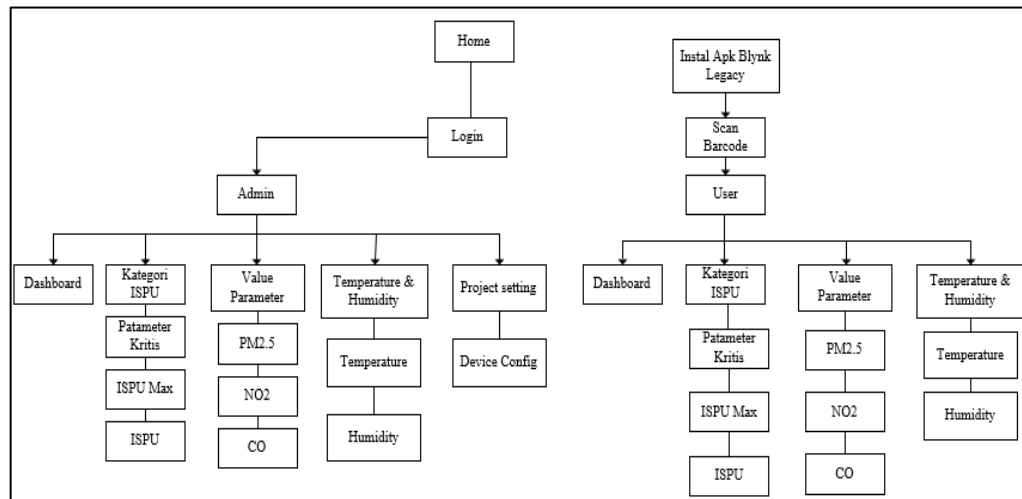 Home
Login
Admin
Dashboard
Kategori
ISPU
Patameter
Kritis
ISPU Max
ISPU
Value
Parameter
PM2.5
NO2
CO
Temperature &
Humidity
Temperature
Humidity
Project setting
Device Config
Instal Apk Blynk
Legacy
Scan
Barcode
User
Dashboard
Kategori
ISPU
Patameter
Kritis
ISPU Max
ISPU
Value
Parameter
PM2.5
NO2
CO
Temperature
& Humidity
Temperature
Humidity